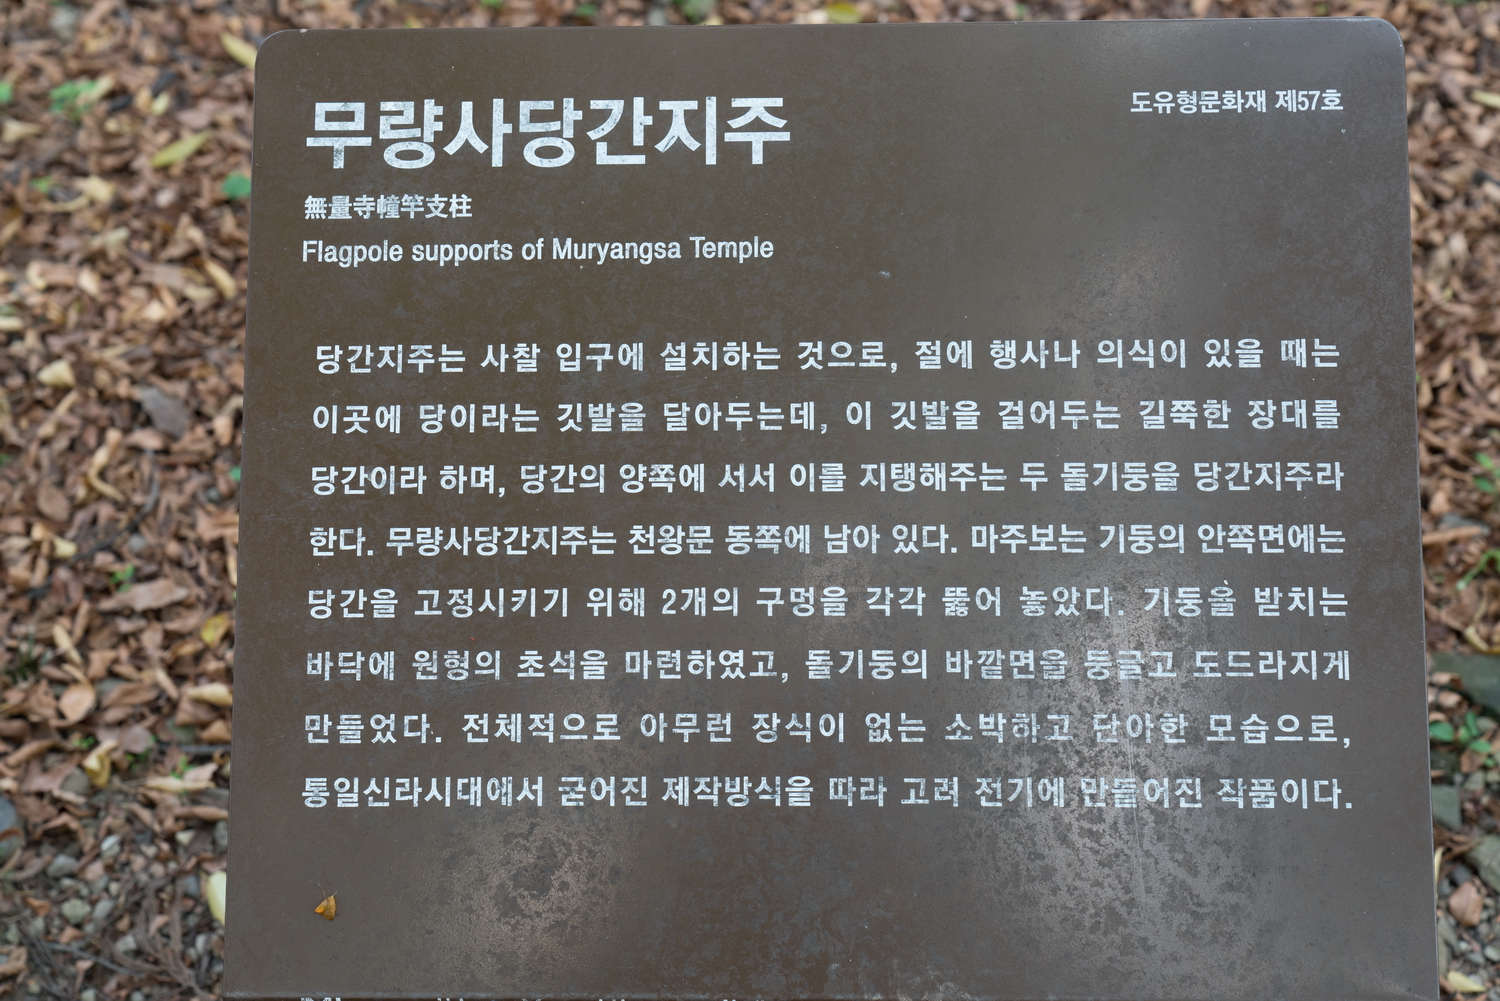 무량사당간지주
도유형문화재 제57호
無量寺幢竿支柱
Flagpole supports of Muryangsa Temple
당간지주는 사찰 입구에 설치하는 것으로, 절에 행사나 의식이 있을 때는
이곳에 당이라는 깃발을 달아두는데, 이 깃발을 걸어두는 길쭉한 장대를
당간이라 하며, 당간의 양쪽에 서서 이를 지탱해주는 두 돌기둥을 당간지주라
한다. 무량사당간지주는 천왕문 동쪽에 남아 있다. 마주보는 기둥의 안쪽면에는
당간을 고정시키기 위해 2개의 구멍을 각각 뚫어 놓았다. 기둥을 받치는
바닥에 원형의 초석을 마련하였고, 돌기둥의 바깥면을 둥글고 도드라지게
만들었다. 전체적으로 아무런 장식이 없는 소박하고 단아한 모습으로,
통일신라시대에서 굳어진 제작방식을 따라 고려 전기에 만들어진 작품이다.